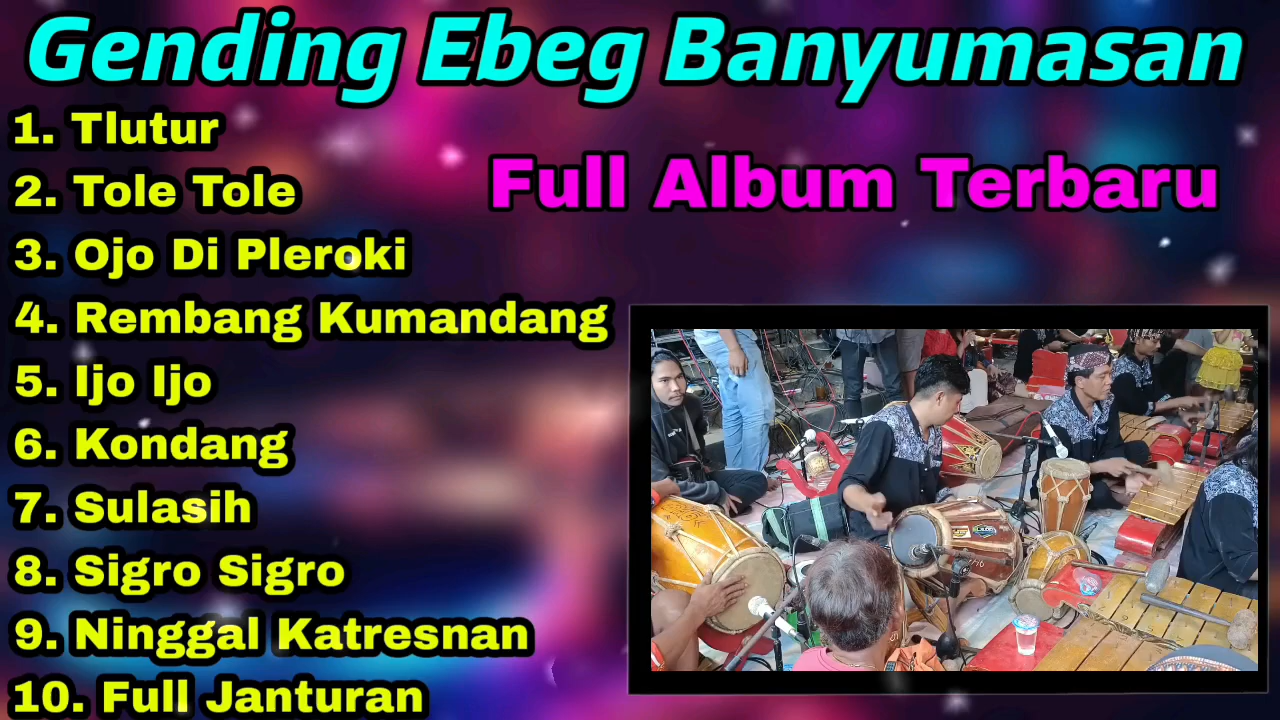 Gending Ebeg Banyumasan
Full Album Terbaru
1. Tlutur
2. Tole Tole
3. Ojo Di Pleroki
4. Rembang Kumandang
5. Ijo Ijo
6. Kondang
7. Sulasih
8. Sigro Sigro
9. Ninggal Katresnan
10. Full Janturan